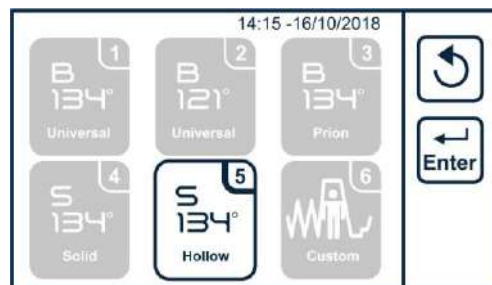 14:15 -16/10/2018
1
B
134°
Universal
2
B
121°
Universal
3
B
134°
Prion
4
S
134°
Solid
5
S
134°
Hollow
6
Custom
Enter